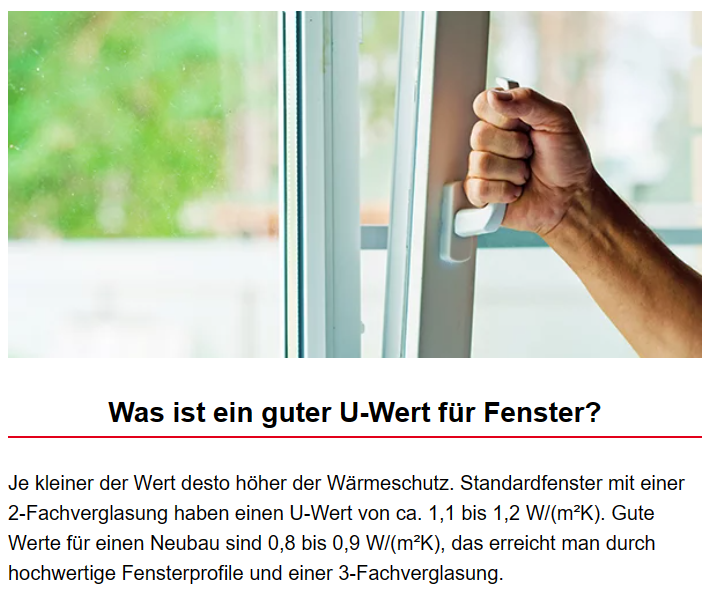 Was ist ein guter U-Wert für Fenster?
Je kleiner der Wert desto höher der Wärmeschutz. Standardfenster mit einer
2-Fachverglasung haben einen U-Wert von ca. 1,1 bis 1,2 W/(m²K). Gute
Werte für einen Neubau sind 0,8 bis 0,9 W/(m²K), das erreicht man durch
hochwertige Fensterprofile und einer 3-Fachverglasung.